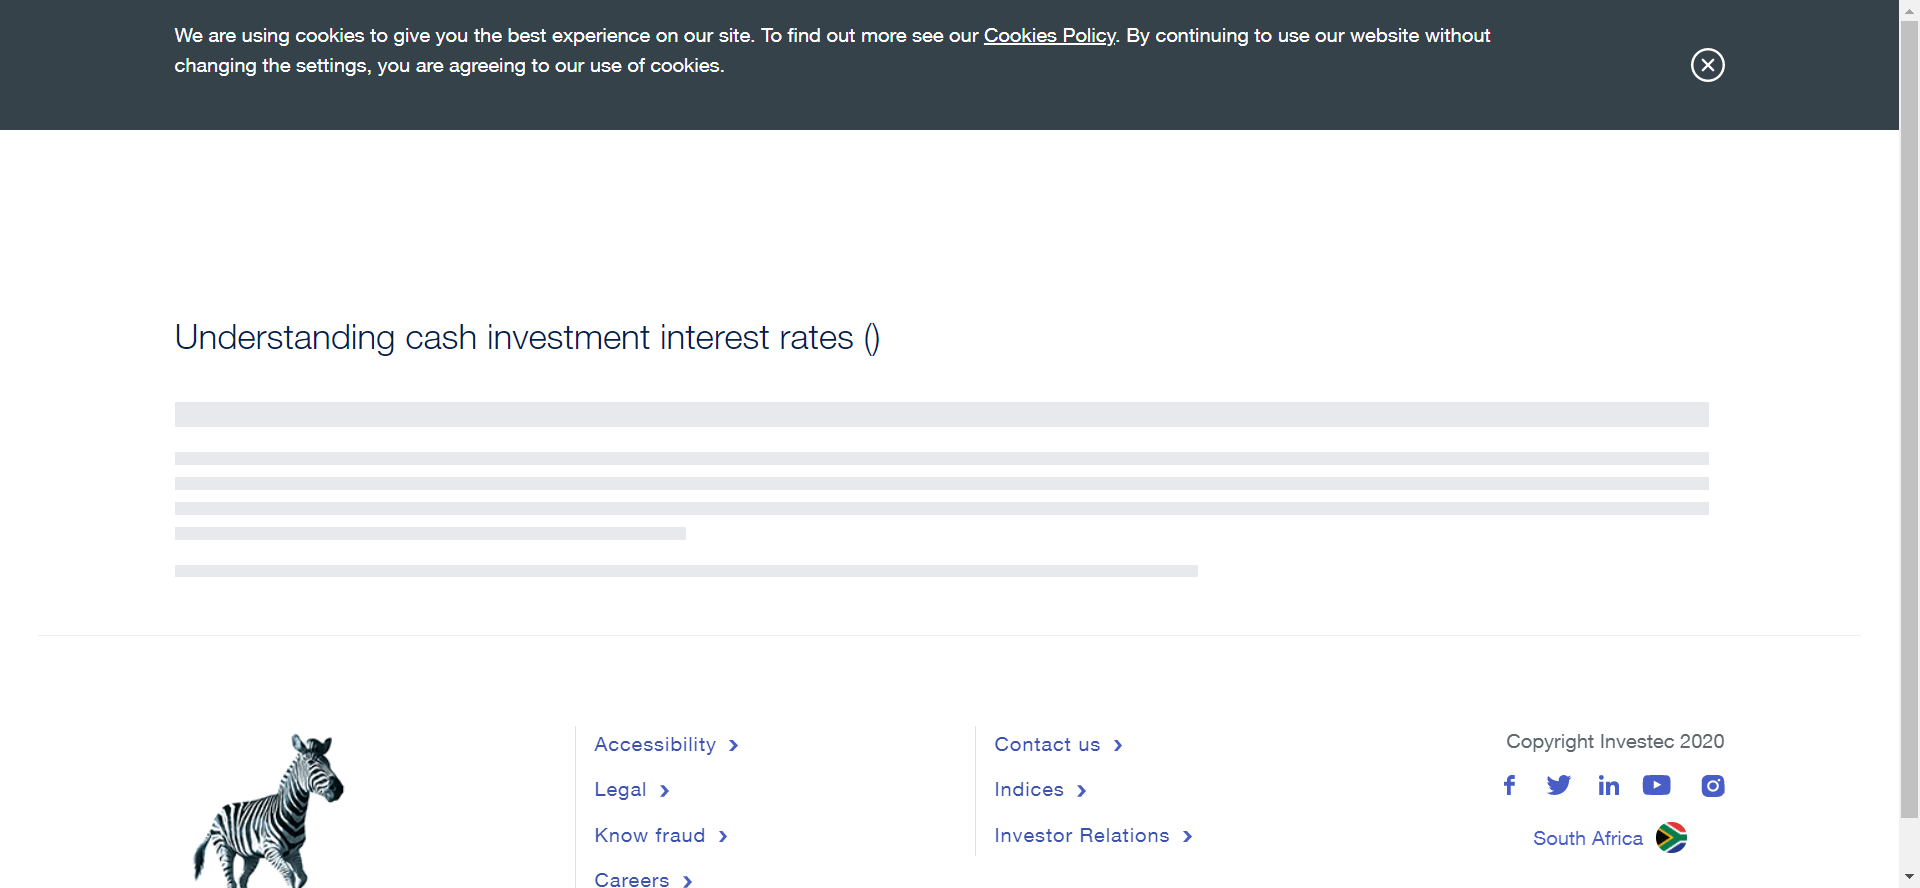 We are using cookies to give you the best experience on our site. To find out more see our Cookies Policy. By continuing to use our website without
changing the settings, you are agreeing to our use of cookies.
Understanding cash investment interest rates ()
Accessibility
Legal
Know fraud
Careers
Contact us
Indices
Investor Relations
Copyright Investec 2020
South Africa